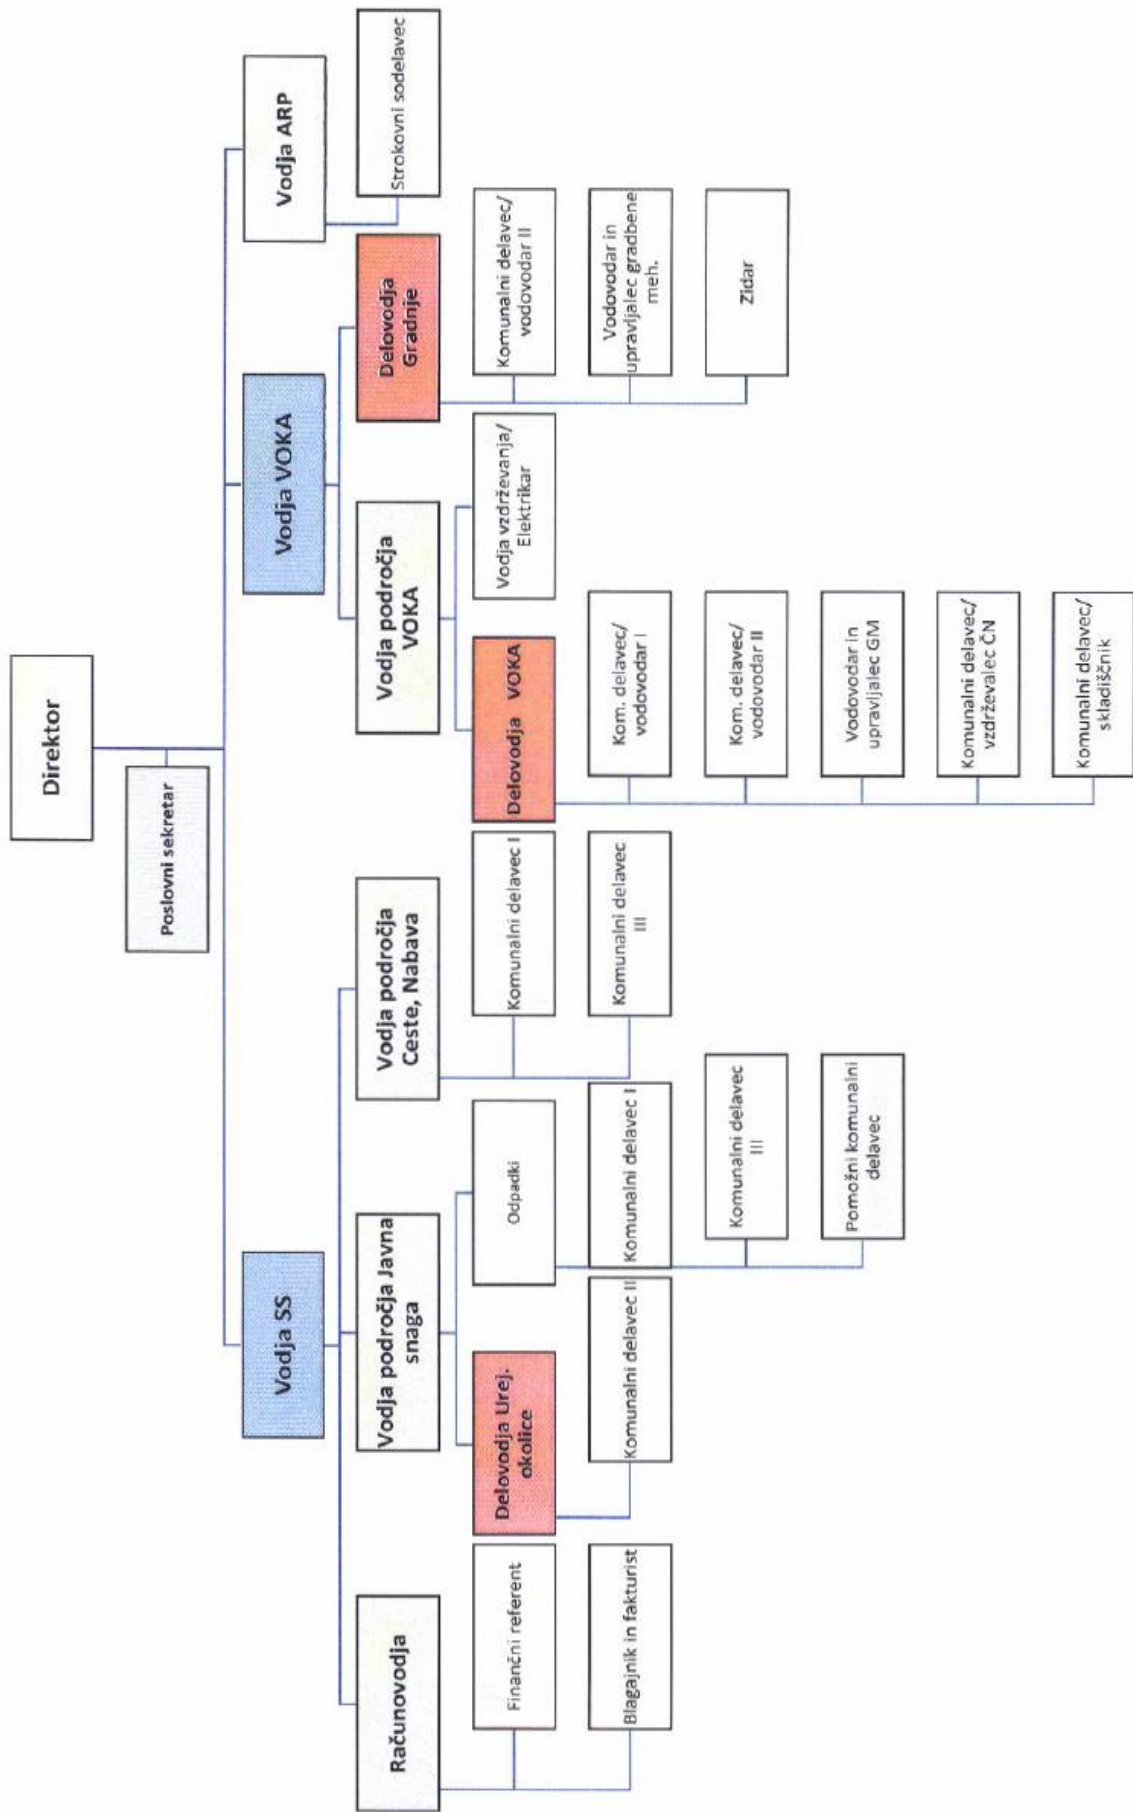 Direktor
Poslovni sekretar
Vodja SS
Vodja VOKA
Vodja ARP
Računovodja
Vodja področja Javna
snaga
Vodja področja
Ceste, Nabava
Vodja področja
VOKA
Delovodja
Gradnje
Strokovni sodelavec
Finančni referent
Blagajnik in fakturist
Delovodja Urej.
okolice
Komunalni delavec II
Odpadki
Komunalni delavec I
Komunalni delavec
III
Pomožni komunalni
delavec
Komunalni delavec I
Komunalni delavec
III
Delovodja VOKA
Kom. delavec/
vodovodar I
Kom. delavec/
vodovodar II
Vodovodar in
upravljalec GM
Komunalni delavec/
vzdrževalec ČN
Komunalni delavec/
skladiščnik
Vodja vzdrževanja/
Elektrikar
Komunalni delavec/
vodovodar II
Vodovodar in
upravljalec gradbene
meh.
Zidar